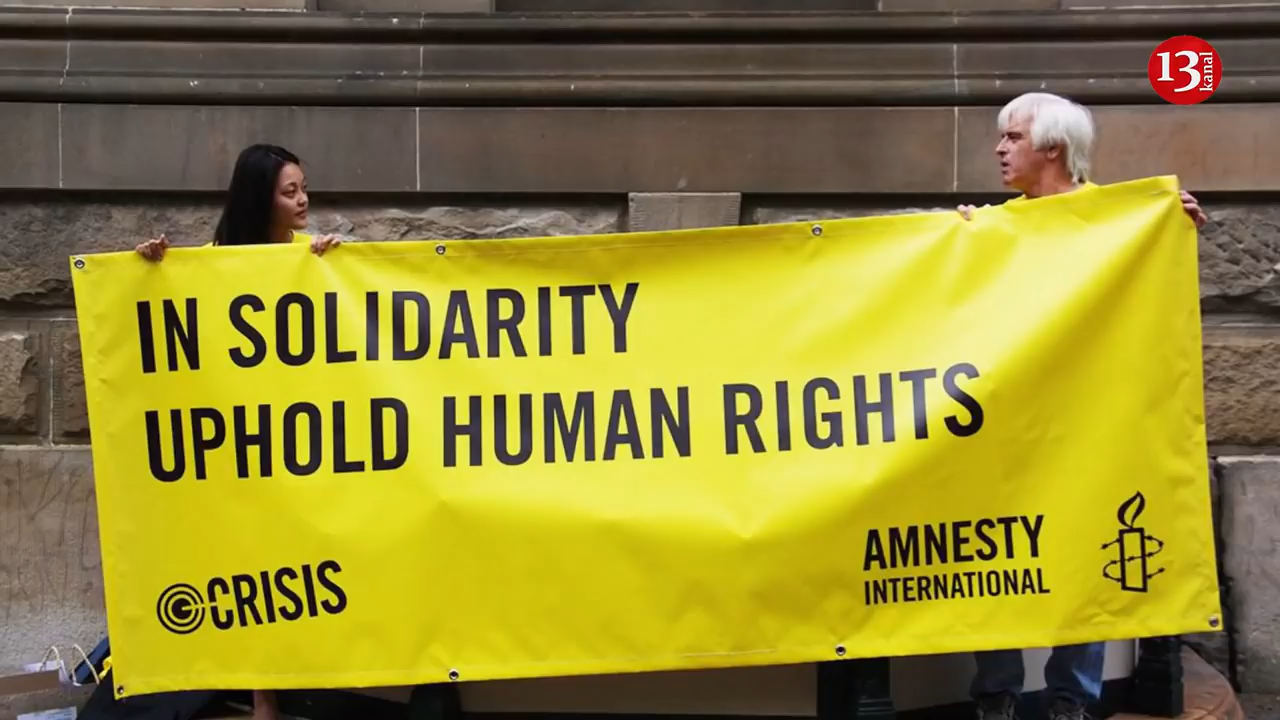 13 kanal
IN SOLIDARITY
UPHOLD HUMAN RIGHTS
CRISIS
AMNESTY
INTERNATIONAL